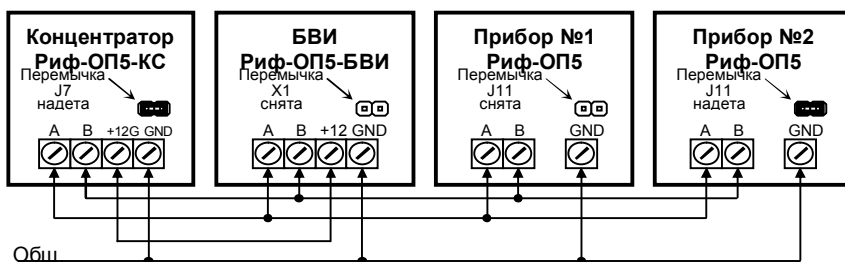 Концентратор
Риф-ОП5-КС
Перемычка
J7
надета
A B +12G GND
БВИ
Риф-ОП5-БВИ
Перемычка
X1
снята
A B +12 GND
Прибор №1
Риф-ОП5
Перемычка
J11
снята
A B GND
Прибор №2
Риф-ОП5
Перемычка
J11
надета
A B GND
Общ